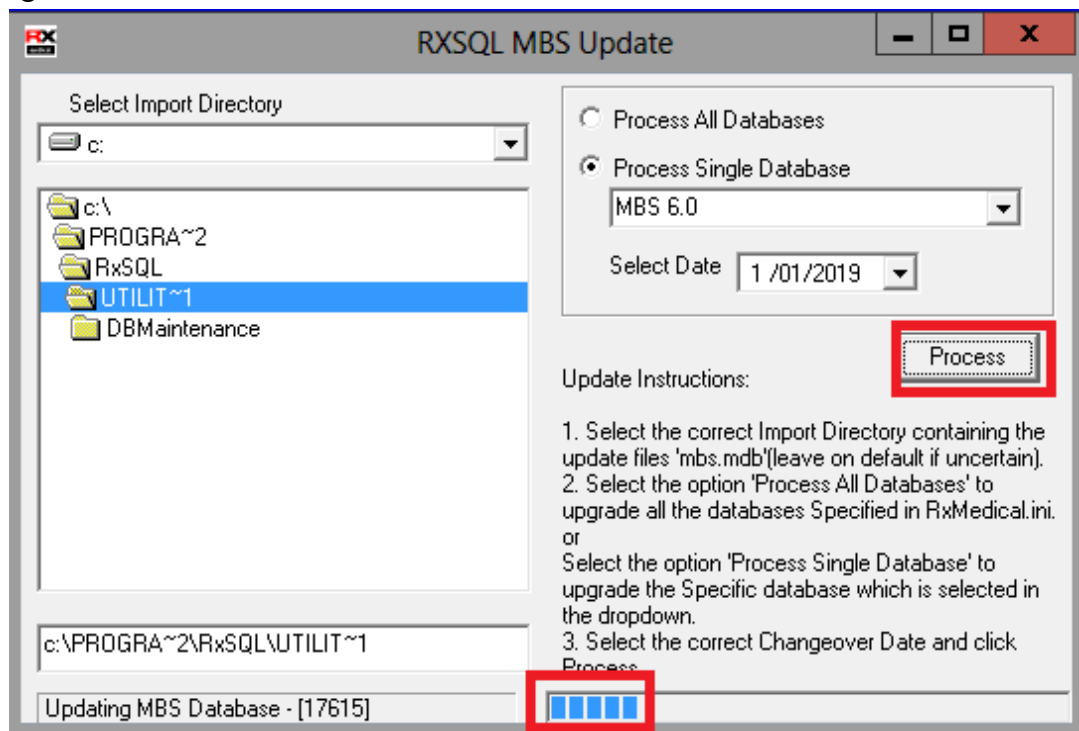 RX
RXSQL MBS Update
Select Import Directory
c:
c:\
PROGRA~2
RxSQL
UTILIT~1
DBMaintenance
c:\PROGRA~2\RxSQL\UTILIT~1
Updating MBS Database - [17615]
Process All Databases
Process Single Database
MBS 6.0
Select Date 1 /01/2019
Process
Update Instructions:
1. Select the correct Import Directory containing the
update files 'mbs.mdb'(leave on default if uncertain).
2. Select the option 'Process All Databases' to
upgrade all the databases Specified in RxMedical.ini.
or
Select the option 'Process Single Database' to
upgrade the Specific database which is selected in
the dropdown.
3. Select the correct Changeover Date and click
Process